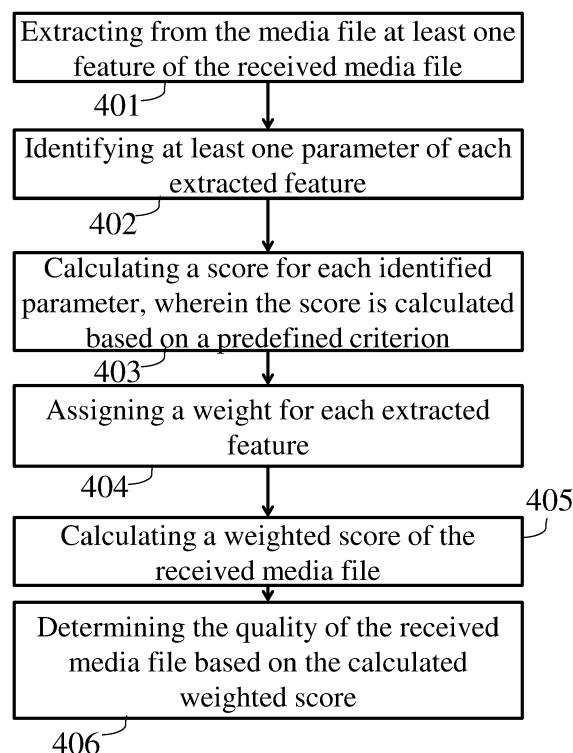 Extracting from the media file at least one
feature of the received media file
401
Identifying at least one parameter of each
extracted feature
402
Calculating a score for each identified
parameter, wherein the score is calculated
based on a predefined criterion
403
Assigning a weight for each extracted
feature
404
405
Calculating a weighted score of the
received media file
Determining the quality of the received
media file based on the calculated
weighted score
406